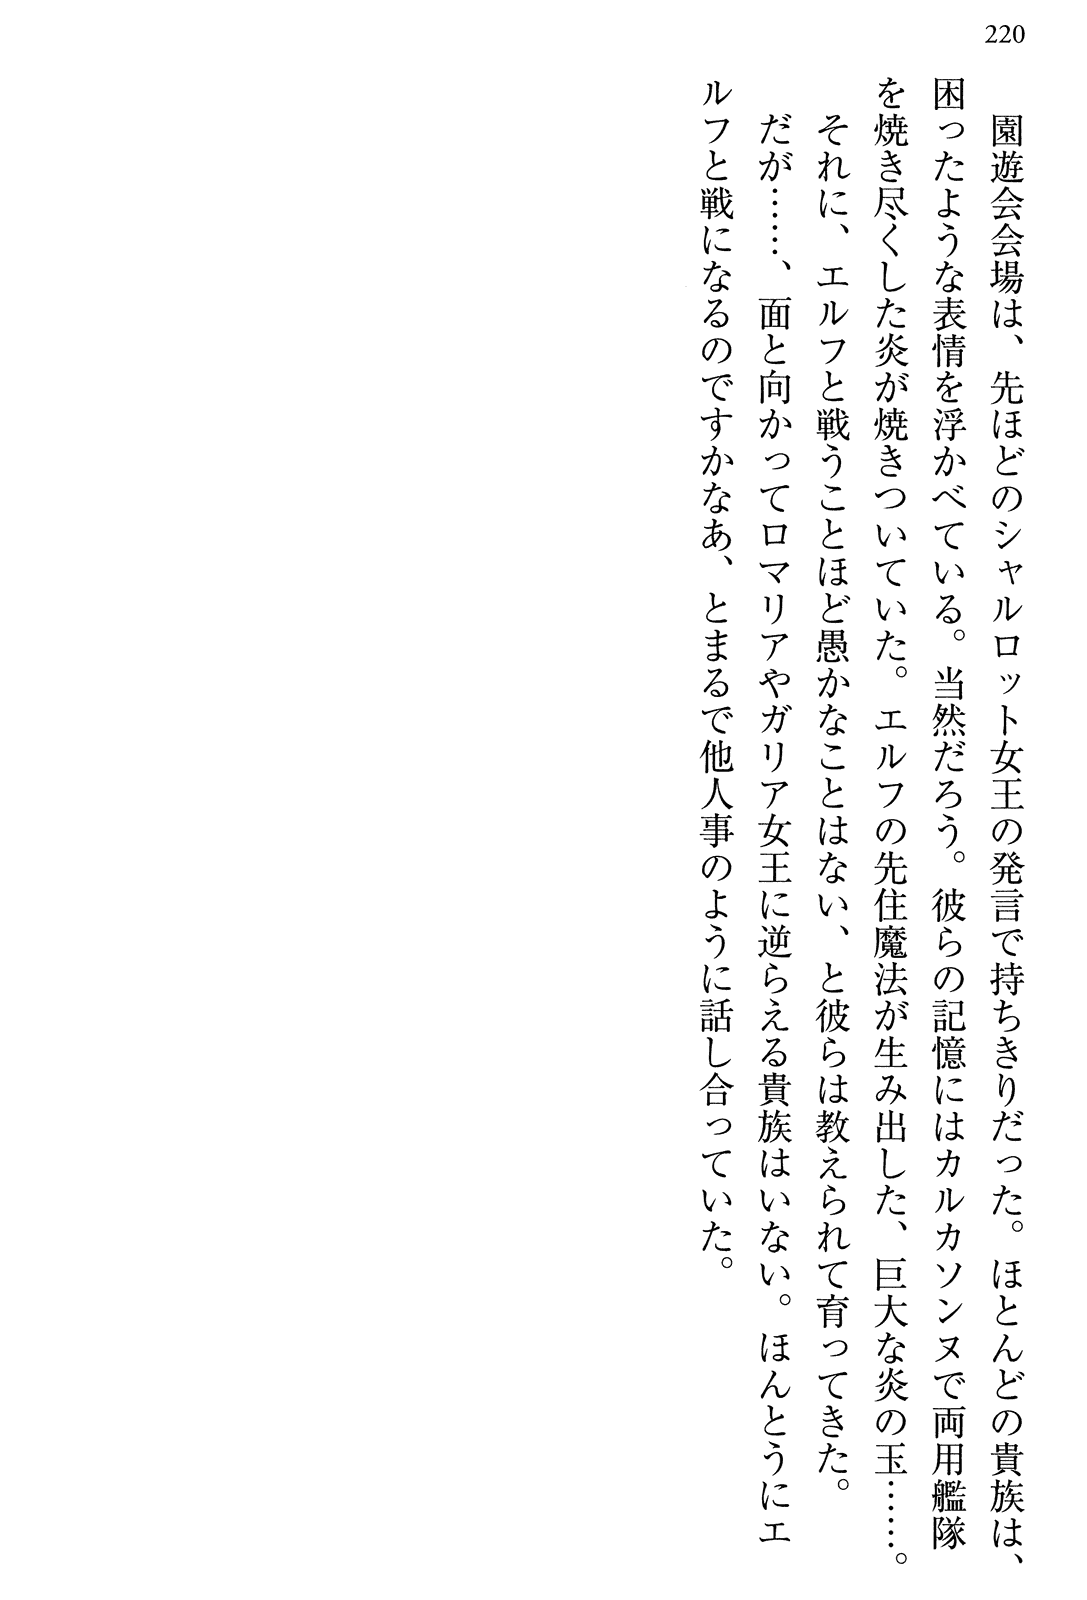 220
　園遊会会場は、先ほどのシャルロット女王の発言で持ちきりだった。ほとんどの貴族は、
困ったような表情を浮かべている。当然だろう。彼らの記憶にはカルカソンヌで両用艦隊
を焼き尽くした炎が焼きついていた。エルフの先住魔法が生み出した、巨大な炎の玉……。
　それに、エルフと戦うことほど愚かなことはない、と彼らは教えられて育ってきた。
　だが……、面と向かってロマリアやガリア女王に逆らえる貴族はいない。ほんとうにエ
ルフと戦になるのですかなあ、とまるで他人事のように話し合っていた。